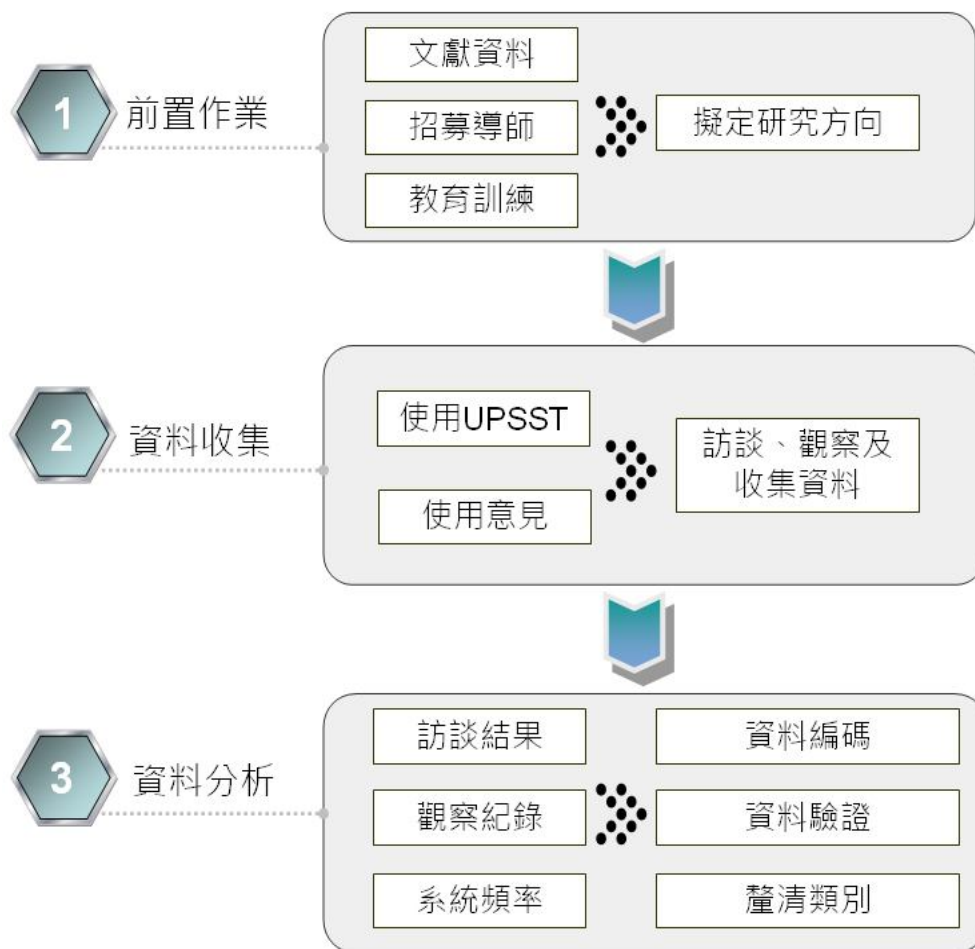 1
前置作業
文獻資料
招募導師
教育訓練
擬定研究方向
2
資料收集
使用UPSST
使用意見
訪談、觀察及
收集資料
3
資料分析
訪談結果
觀察紀錄
系統頻率
資料編碼
資料驗證
釐清類別